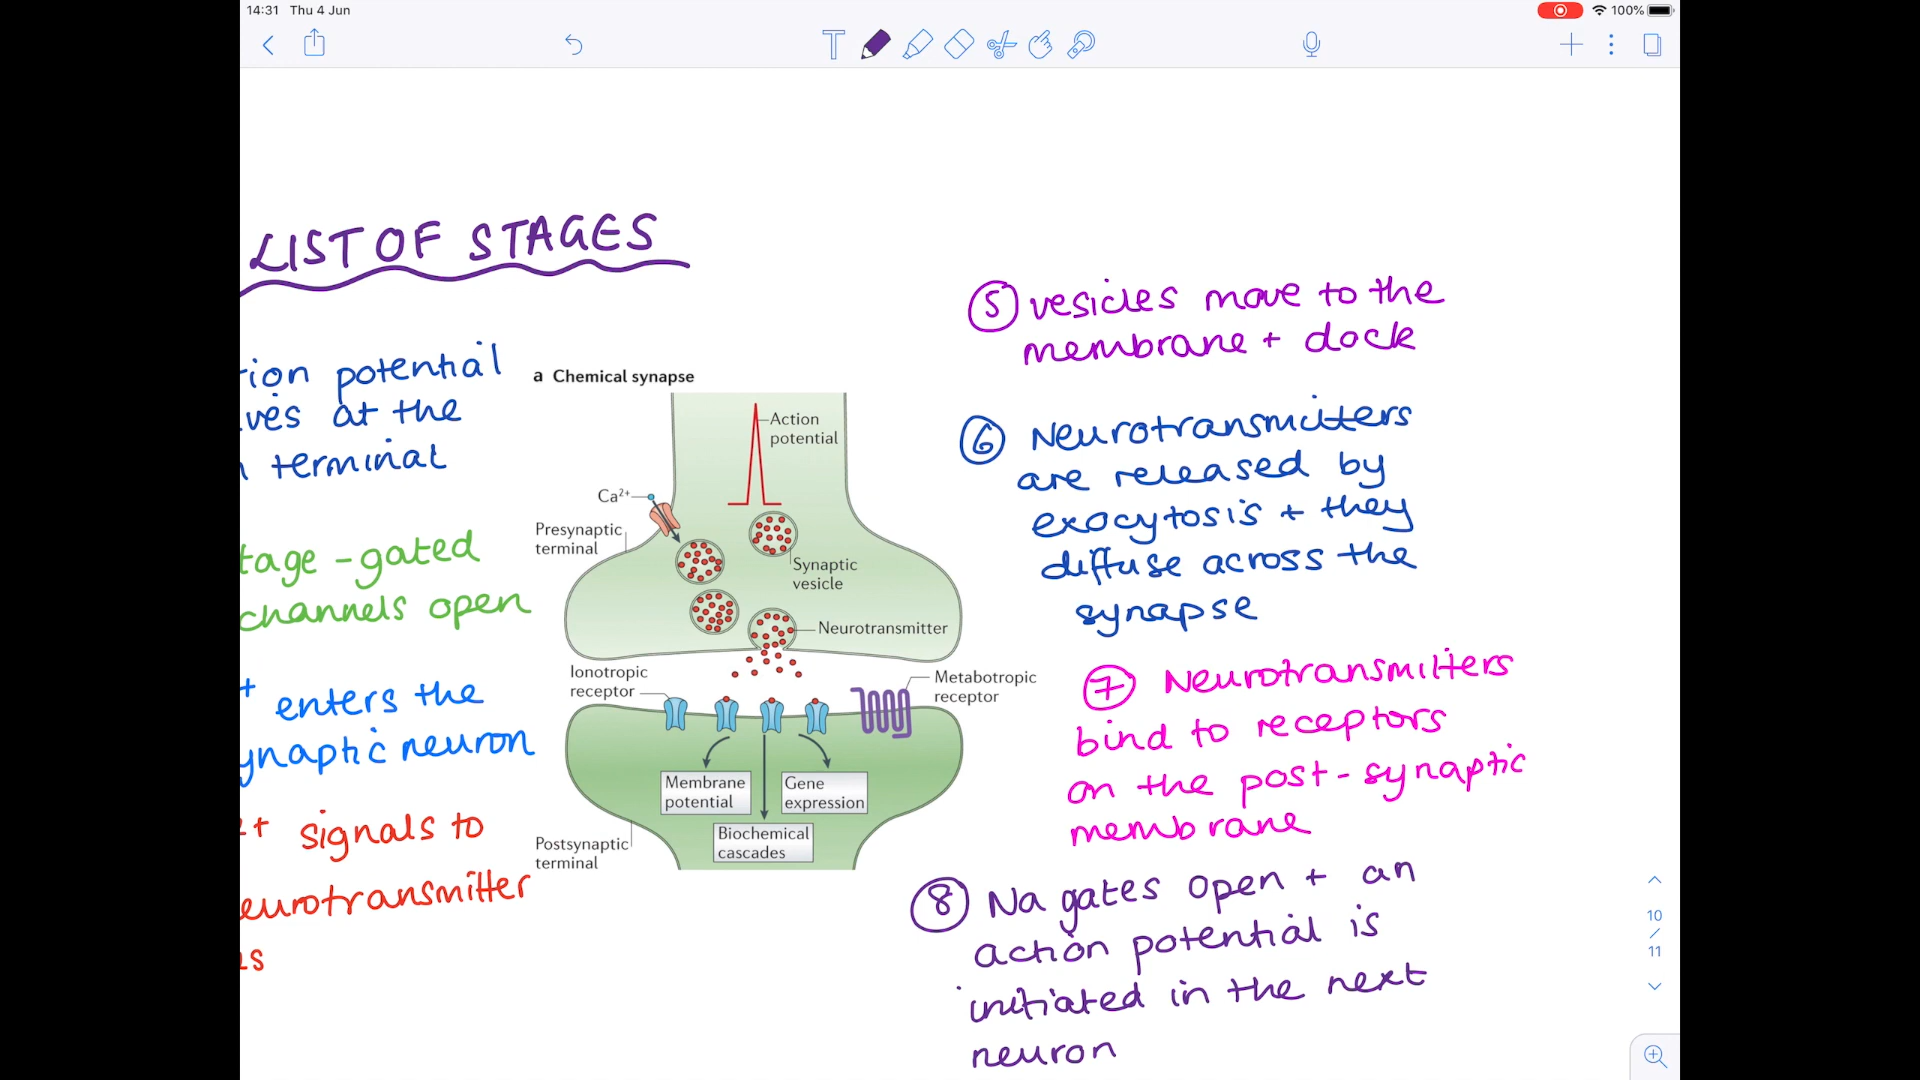 14:31 Thu 4 Jun
100%
T
LIST OF STAGES
ion potential
ves at the
terminal
tage-gated
channels open
+ enters the
ynaptic neuron
2+ signals to
eurotransmitter
a Chemical synapse
Action
potential
Ca2+
Presynaptic
terminal
Synaptic
vesicle
Neurotransmitter
Ionotropic
receptor
Metabotropic
receptor
Membrane
potential
Gene
expression
Biochemical
cascades
Postsynaptic
terminal
5 vesicles move to the
membrane + dock
6 Neurotransmitters
are released by
exocytosis + they
diffuse across the
synapse
7 Neurotransmitters
bind to receptors
on the post-synaptic
membrane
8 Na gates open + an
action potential is
initiated in the next
neuron
10
/
11